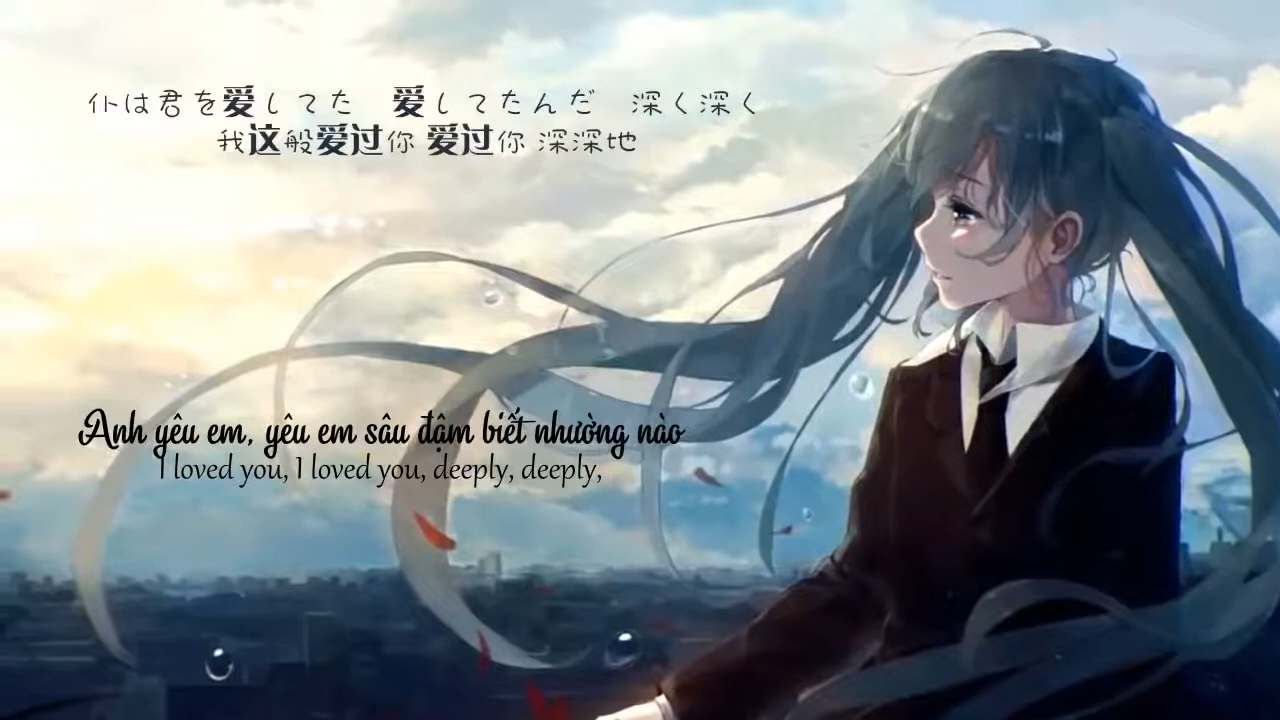 仆は君を爱してた 爱してたんだ 深く深く
我这般爱过你 爱过你 深深地
Anh yêu em, yêu em sâu đậm biết nhường nào
I loved you, I loved you, deeply, deeply,